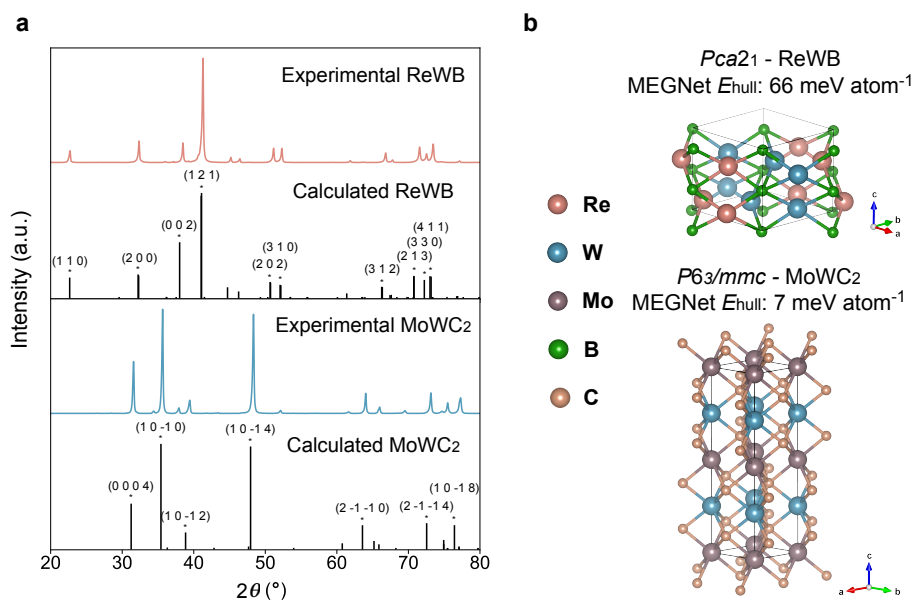 a
Experimental ReWB
Calculated ReWB
(1 1 0)
(2 0 0)
(0 0 2)
(1 2 1)
(3 1 0)
(2 0 2)
(3 1 2)
(4 1 1)
(3 3 0)
(2 1 3)
Experimental MoWC2
Calculated MoWC2
(0 0 0 4)
(1 0 -1 0)
(1 0 -1 2)
(1 0 -1 4)
(2 -1 -1 0)
(2 -1 -1 4)
(1 0 -1 8)
Intensity (a.u.)
20 30 40 50 60 70 80
2θ (°)
b
Pca21 - ReWB
MEGNet Ehull: 66 meV atom-1
c
b
a
Re
W
Mo
B
C
P63/mmc - MoWC2
MEGNet Ehull: 7 meV atom-1
c
a b